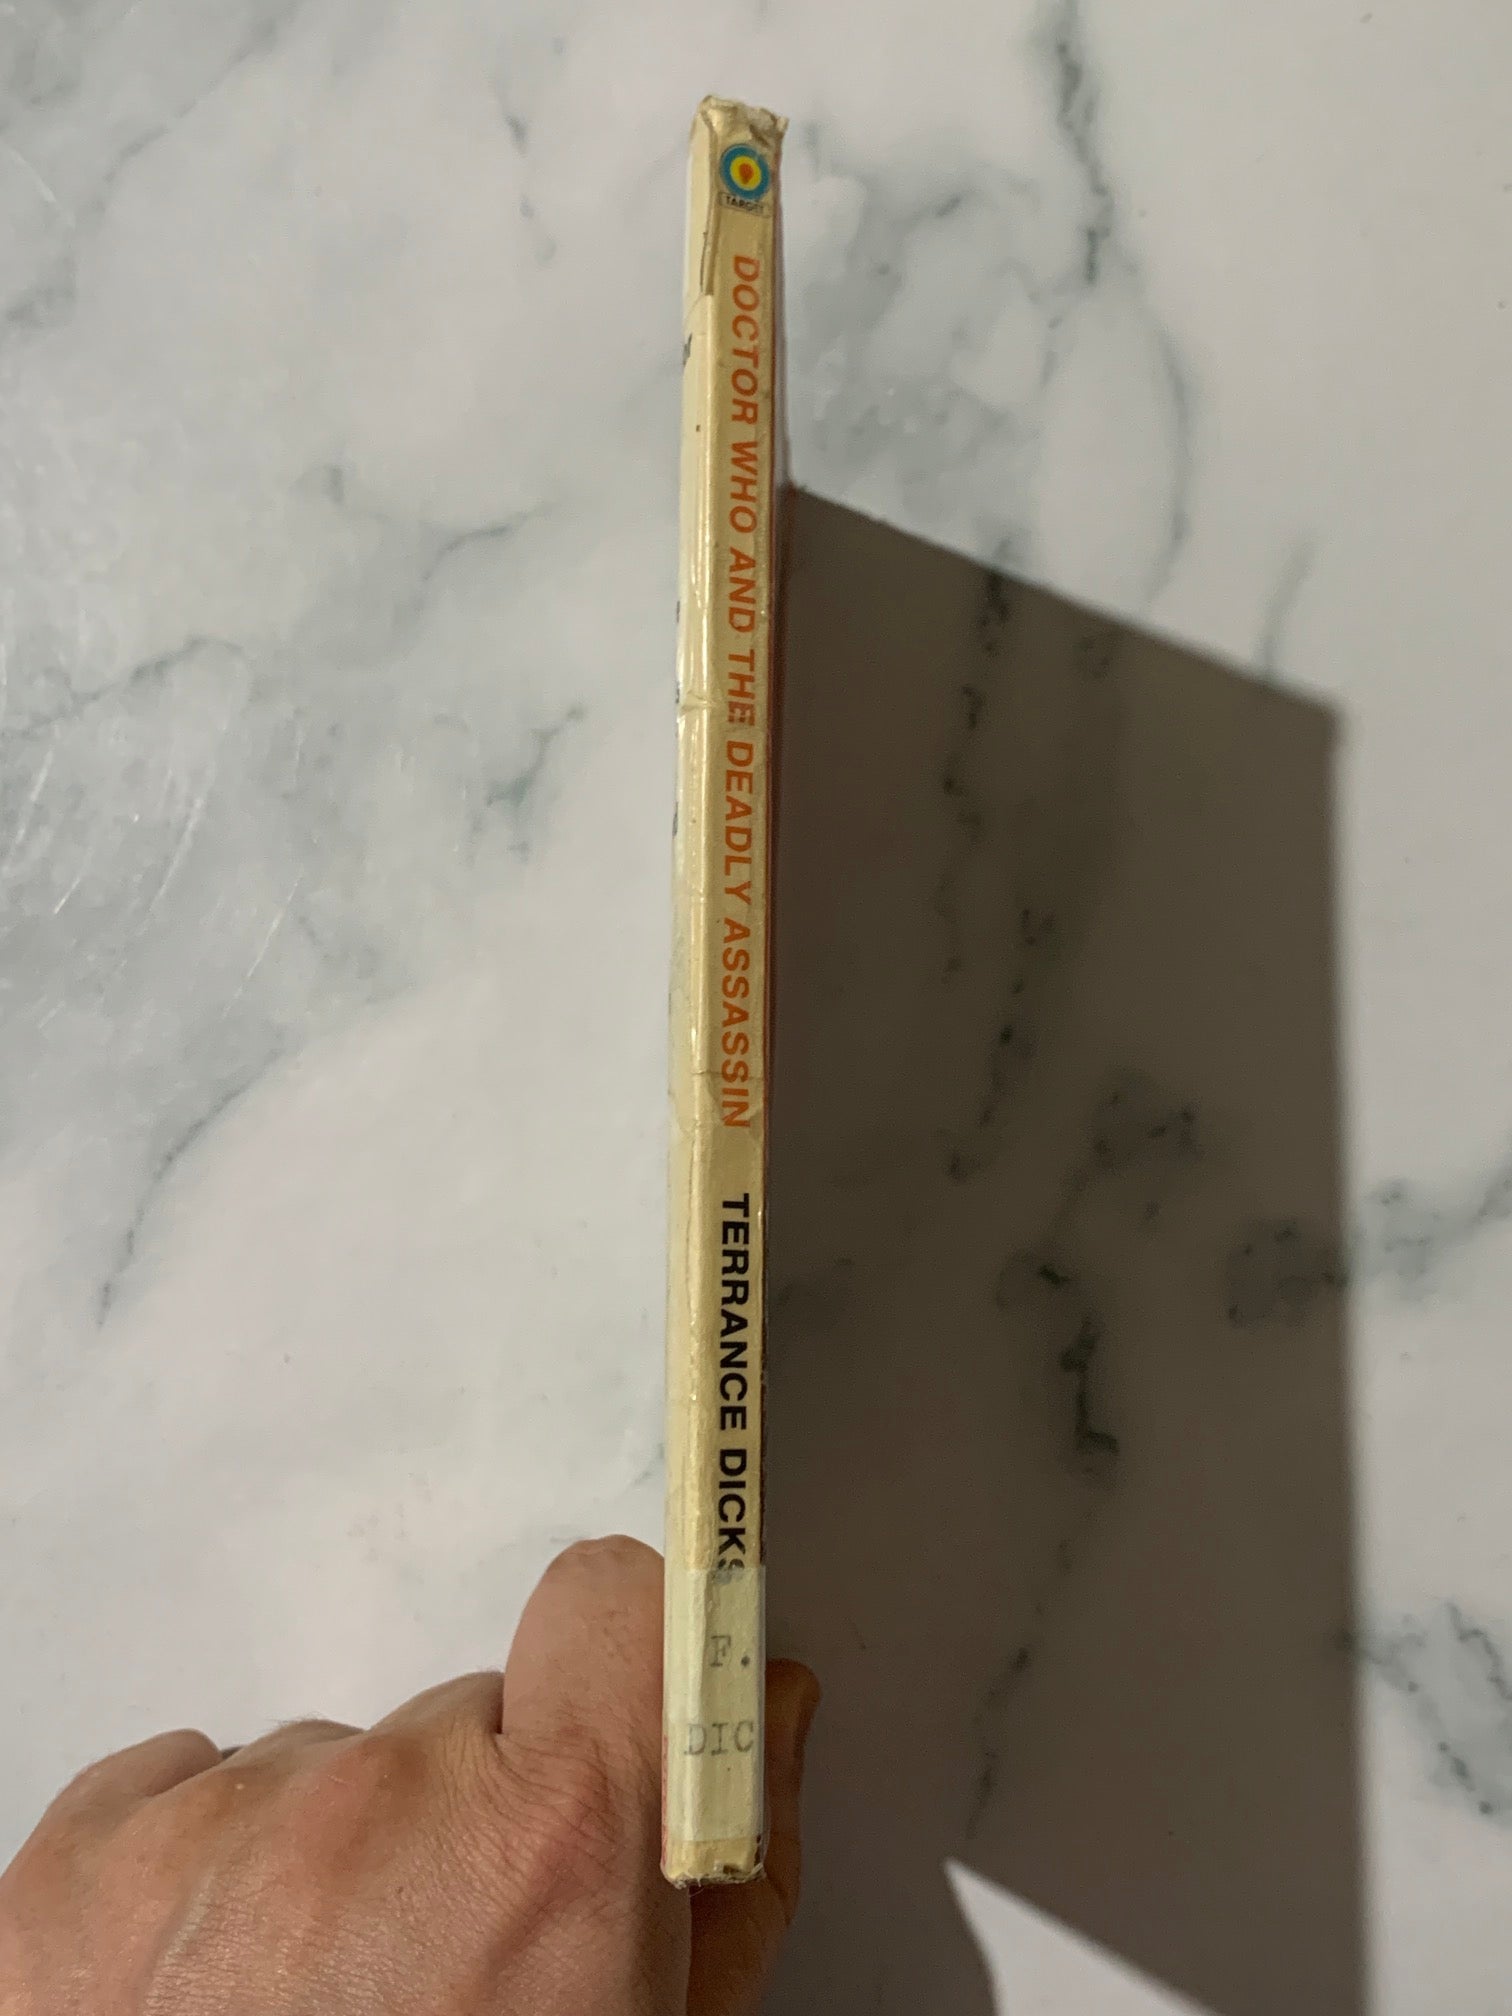 TARGET
DOCTOR WHO AND THE DEADLY ASSASSIN
TERRANCE DICKS
F.
DIC